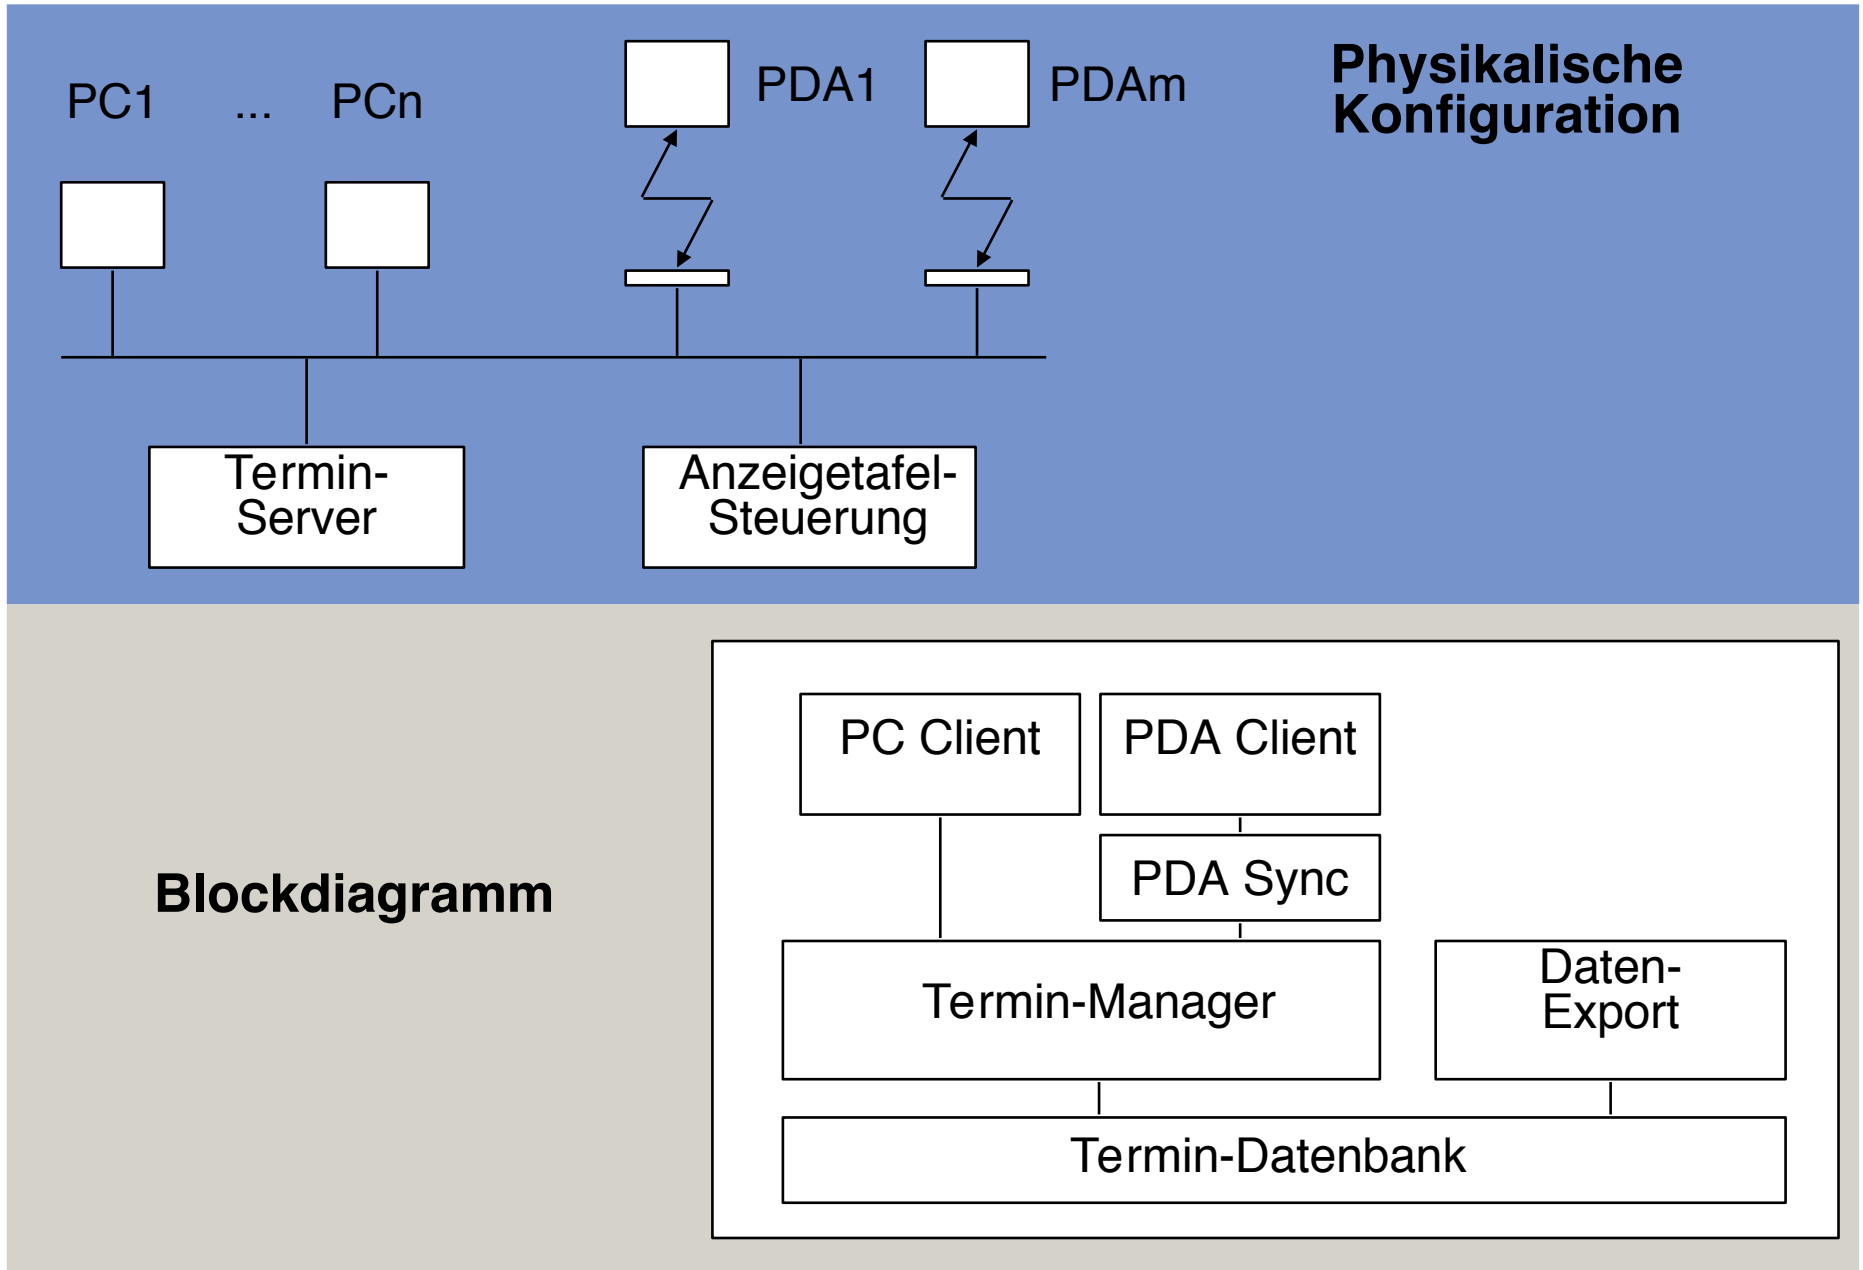 PC1 ... PCn
PDA1
PDAm
Physikalische
Konfiguration
Termin-
Server
Anzeigetafel-
Steuerung
Blockdiagramm
PC Client
PDA Client
PDA Sync
Termin-Manager
Daten-
Export
Termin-Datenbank